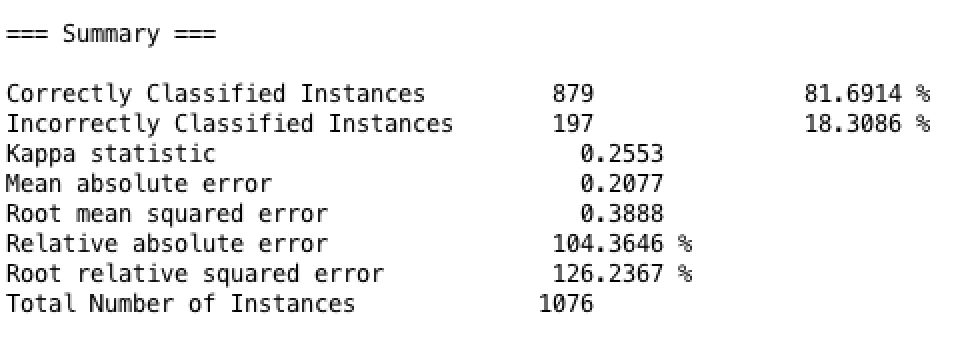 === Summary ===
Correctly Classified Instances 879 81.6914 %
Incorrectly Classified Instances 197 18.3086 %
Kappa statistic 0.2553
Mean absolute error 0.2077
Root mean squared error 0.3888
Relative absolute error 104.3646 %
Root relative squared error 126.2367 %
Total Number of Instances 1076